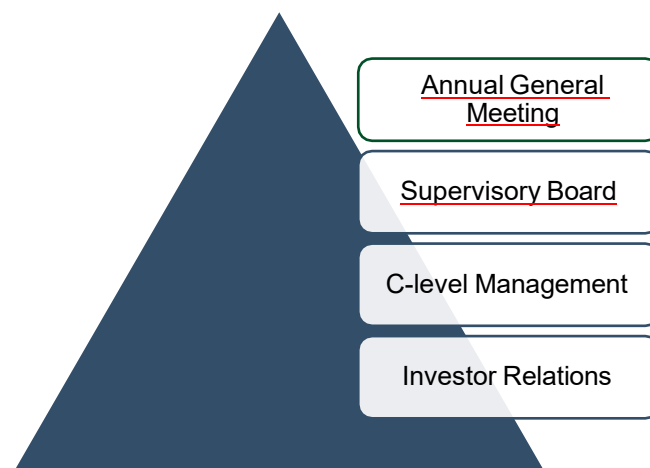 Annual General
Meeting
Supervisory Board
C-level Management
Investor Relations